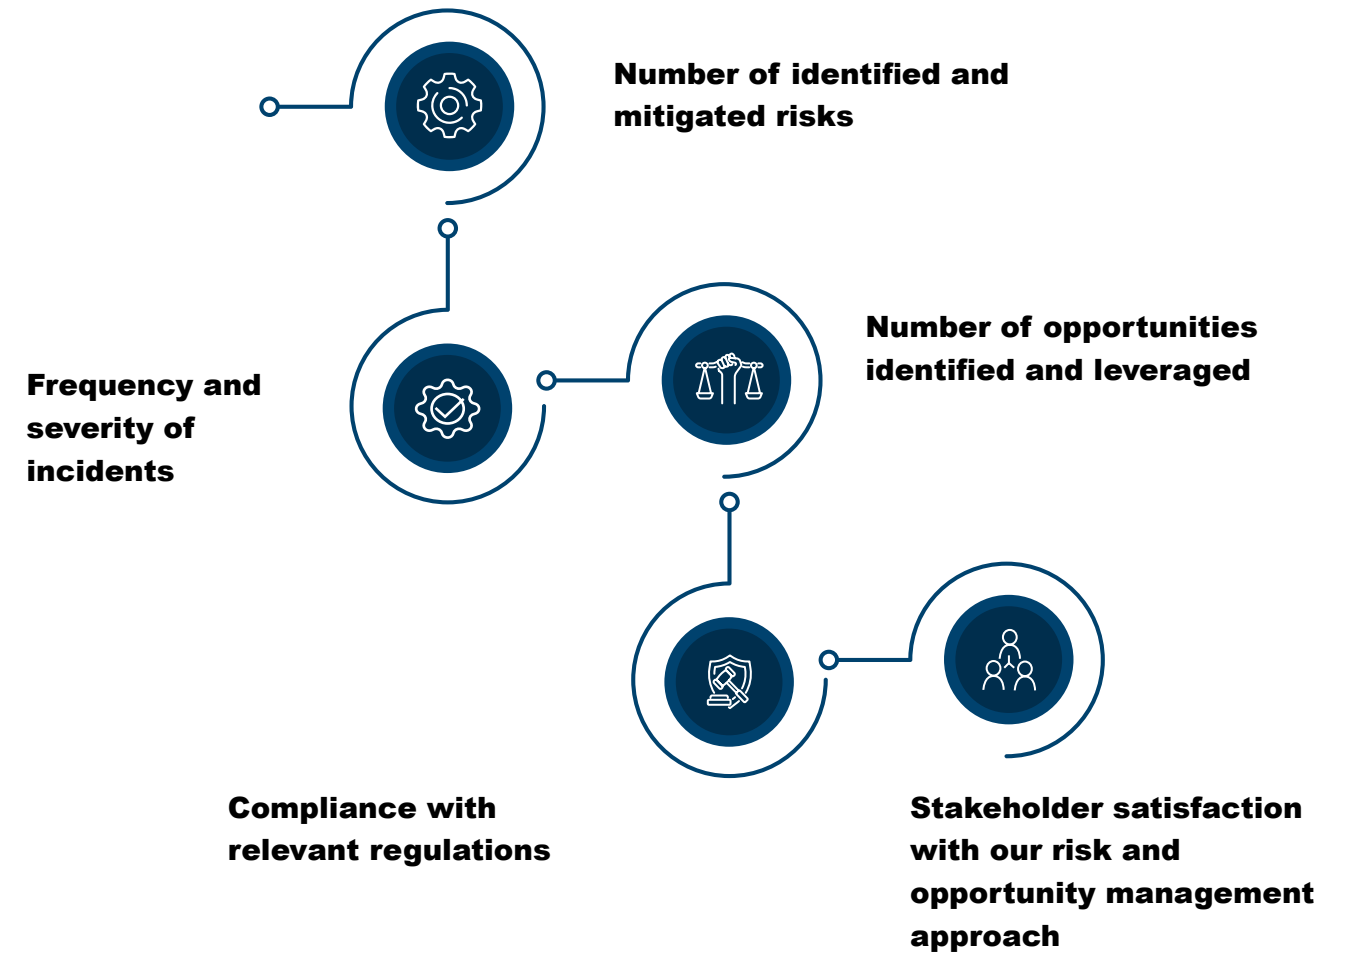 Number of identified and
mitigated risks
Frequency and
severity of
incidents
Number of opportunities
identified and leveraged
Compliance with
relevant regulations
Stakeholder satisfaction
with our risk and
opportunity management
approach